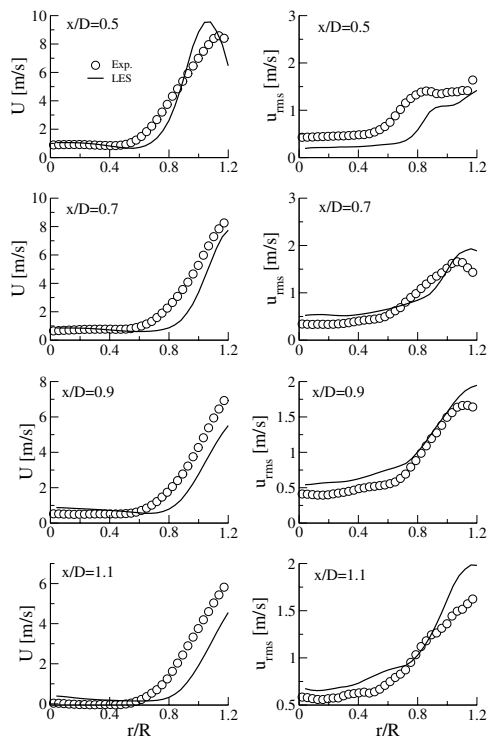 10
8
6
4
2
0
U [m/s]
x/D=0.5
Exp.
LES
0 0.4 0.8 1.2
3
2
1
0
u_rms [m/s]
x/D=0.5
0 0.4 0.8 1.2
10
8
6
4
2
0
U [m/s]
x/D=0.7
0 0.4 0.8 1.2
3
2
1
0
u_rms [m/s]
x/D=0.7
0 0.4 0.8 1.2
8
6
4
2
0
U [m/s]
x/D=0.9
0 0.4 0.8 1.2
2
1.5
1
0.5
0
u_rms [m/s]
x/D=0.9
0 0.4 0.8 1.2
6
4
2
0
U [m/s]
x/D=1.1
0 0.4 0.8 1.2
r/R
2
1.5
1
0.5
u_rms [m/s]
x/D=1.1
0 0.4 0.8 1.2
r/R